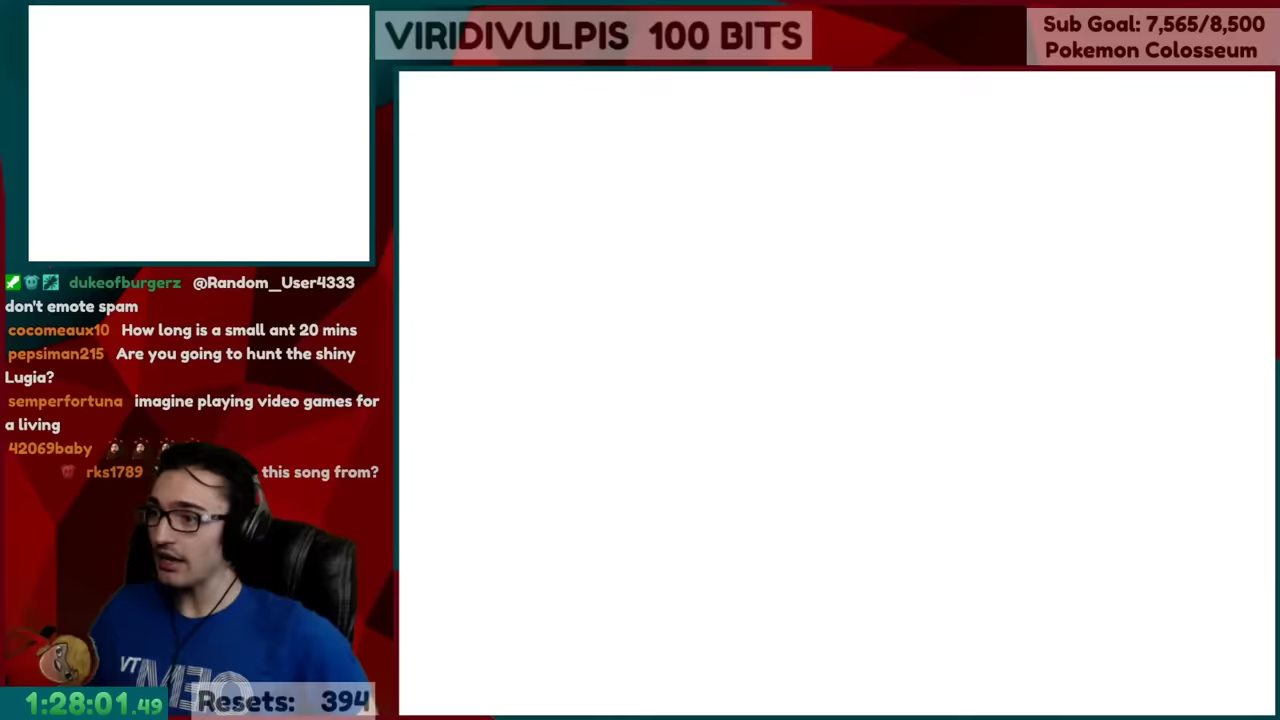 VIRIDIVULPIS 100 BITS
Sub Goal: 7,565/8,500
Pokemon Colosseum
dukeofburgerz @Random_User4333
don't emote spam
cocomeaux10 How long is a small ant 20 mins
pepsiman215 Are you going to hunt the shiny
Lugia?
semperfortuna imagine playing video games for
a living
42069baby
rks1789 this song from?
VT
1:28:01.49
Resets: 394